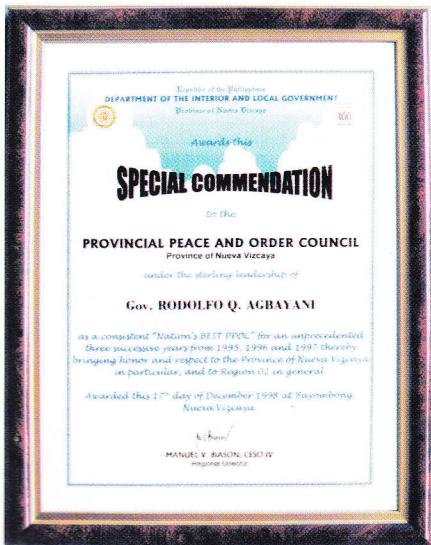 Republic of the Philippines
DEPARTMENT OF THE INTERIOR AND LOCAL GOVERNMENT
Province of Nueva Vizcaya
Awards this
SPECIAL COMMENDATION
to the
PROVINCIAL PEACE AND ORDER COUNCIL
Province of Nueva Vizcaya
under the sterling leadership of
Gov. RODOLFO Q. AGBAYANI
as a consistent "Nation's BEST PPOC" for an unprecedented
three successive years from 1995, 1996 and 1997 thereby
bringing honor and respect to the Province of Nueva Vizcaya
in particular, and to Region 02 in general.
Awarded this 17th day of December 1998 at Bayombong,
Nueva Vizcaya.
MANUEL V. BIASON, CESO IV
Regional Director